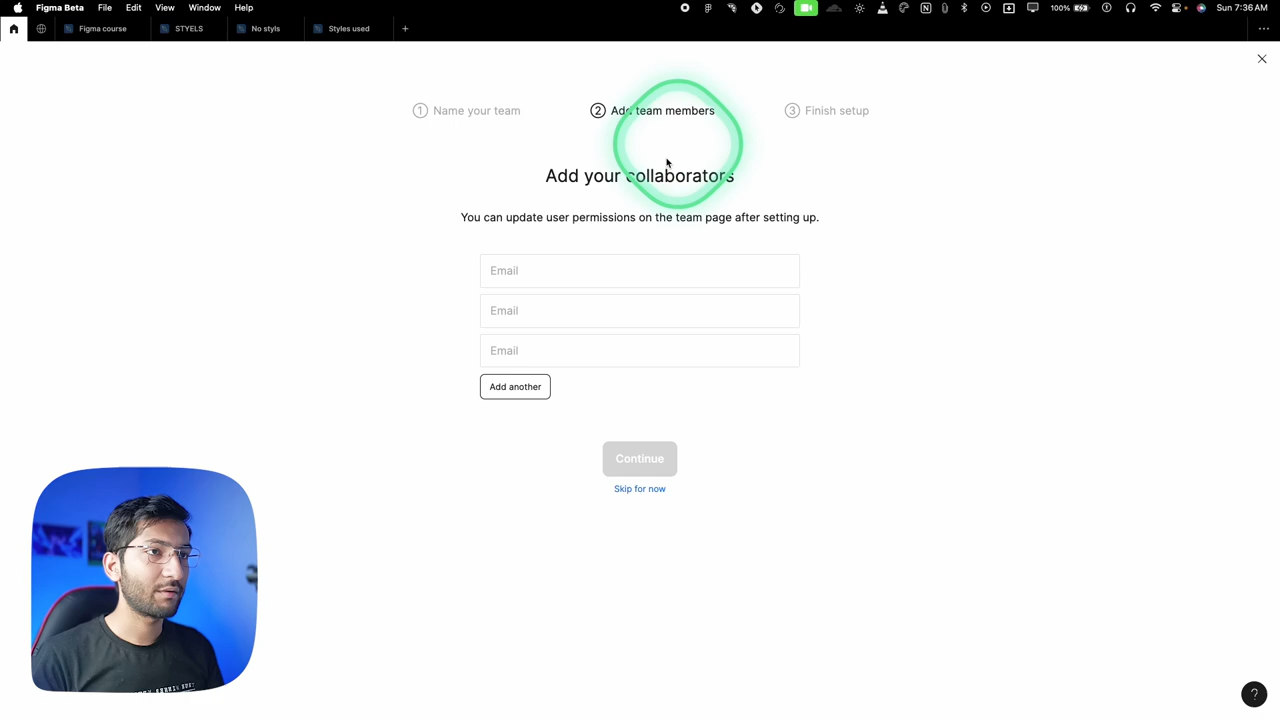 Figma Beta File Edit View Window Help
100% Sun 7:36 AM
Figma course STYELS No styls Styles used +
1 Name your team
2 Add team members
3 Finish setup
Add your collaborators
You can update user permissions on the team page after setting up.
Email
Email
Email
Add another
Continue
Skip for now
?